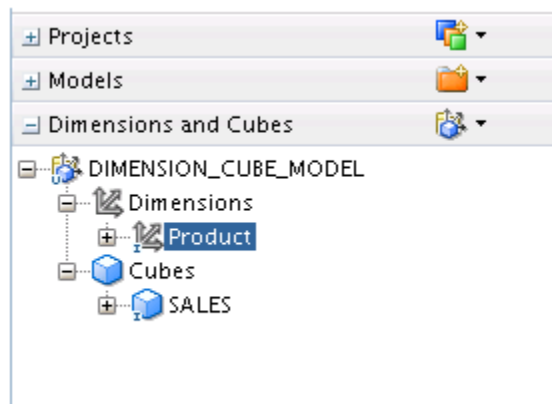 Projects
Models
Dimensions and Cubes
DIMENSION_CUBE_MODEL
Dimensions
Product
Cubes
SALES